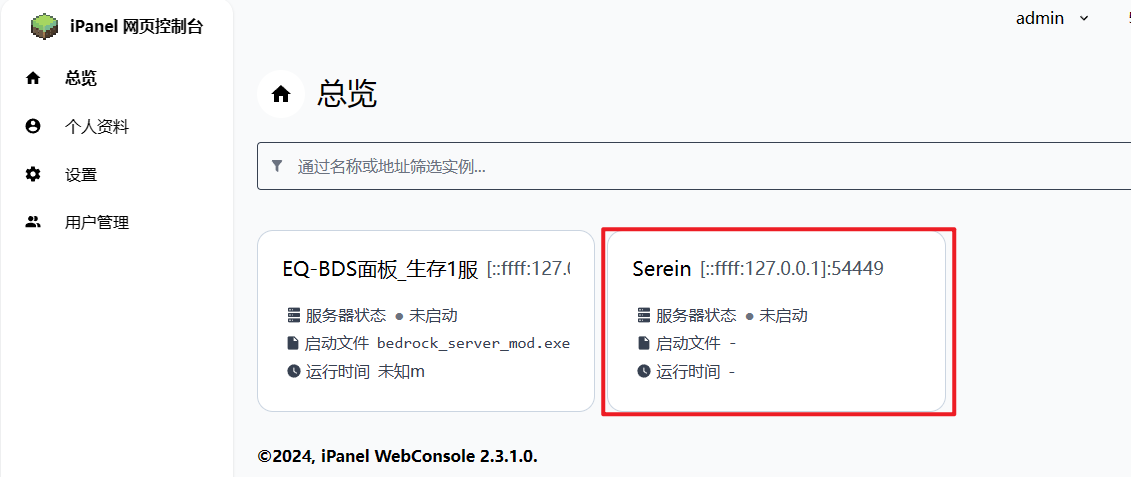 iPanel 网页控制台
admin
总览
个人资料
设置
用户管理
总览
通过名称或地址筛选实例...
EQ-BDS面板_生存1服 [::ffff:127.0
服务器状态 ● 未启动
启动文件 bedrock_server_mod.exe
运行时间 未知m
Serein [::ffff:127.0.0.1]:54449
服务器状态 ● 未启动
启动文件 -
运行时间 -
©2024, iPanel WebConsole 2.3.1.0.